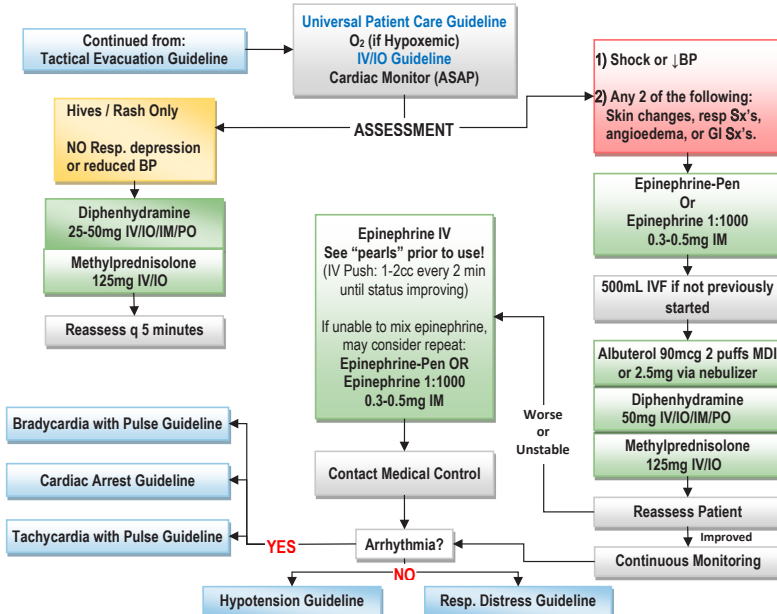 Continued from:
Tactical Evacuation Guideline
Universal Patient Care Guideline
O₂ (if Hypoxemic)
IV/IO Guideline
Cardiac Monitor (ASAP)
ASSESSMENT
Hives / Rash Only
NO Resp. depression
or reduced BP
Diphenhydramine
25-50mg IV/IO/IM/PO
Methylprednisolone
125mg IV/IO
Reassess q 5 minutes
1) Shock or ↓BP
2) Any 2 of the following:
Skin changes, resp Sx's,
angioedema, or GI Sx's.
Epinephrine-Pen
Or
Epinephrine 1:1000
0.3-0.5mg IM
500mL IVF if not previously
started
Albuterol 90mcg 2 puffs MDI
or 2.5mg via nebulizer
Diphenhydramine
50mg IV/IO/IM/PO
Methylprednisolone
125mg IV/IO
Reassess Patient
Improved
Continuous Monitoring
Worse
or
Unstable
Epinephrine IV
See “pearls” prior to use!
(IV Push: 1-2cc every 2 min
until status improving)
If unable to mix epinephrine,
may consider repeat:
Epinephrine-Pen OR
Epinephrine 1:1000
0.3-0.5mg IM
Contact Medical Control
Arrhythmia?
YES
Bradycardia with Pulse Guideline
Cardiac Arrest Guideline
Tachycardia with Pulse Guideline
NO
Hypotension Guideline
Resp. Distress Guideline